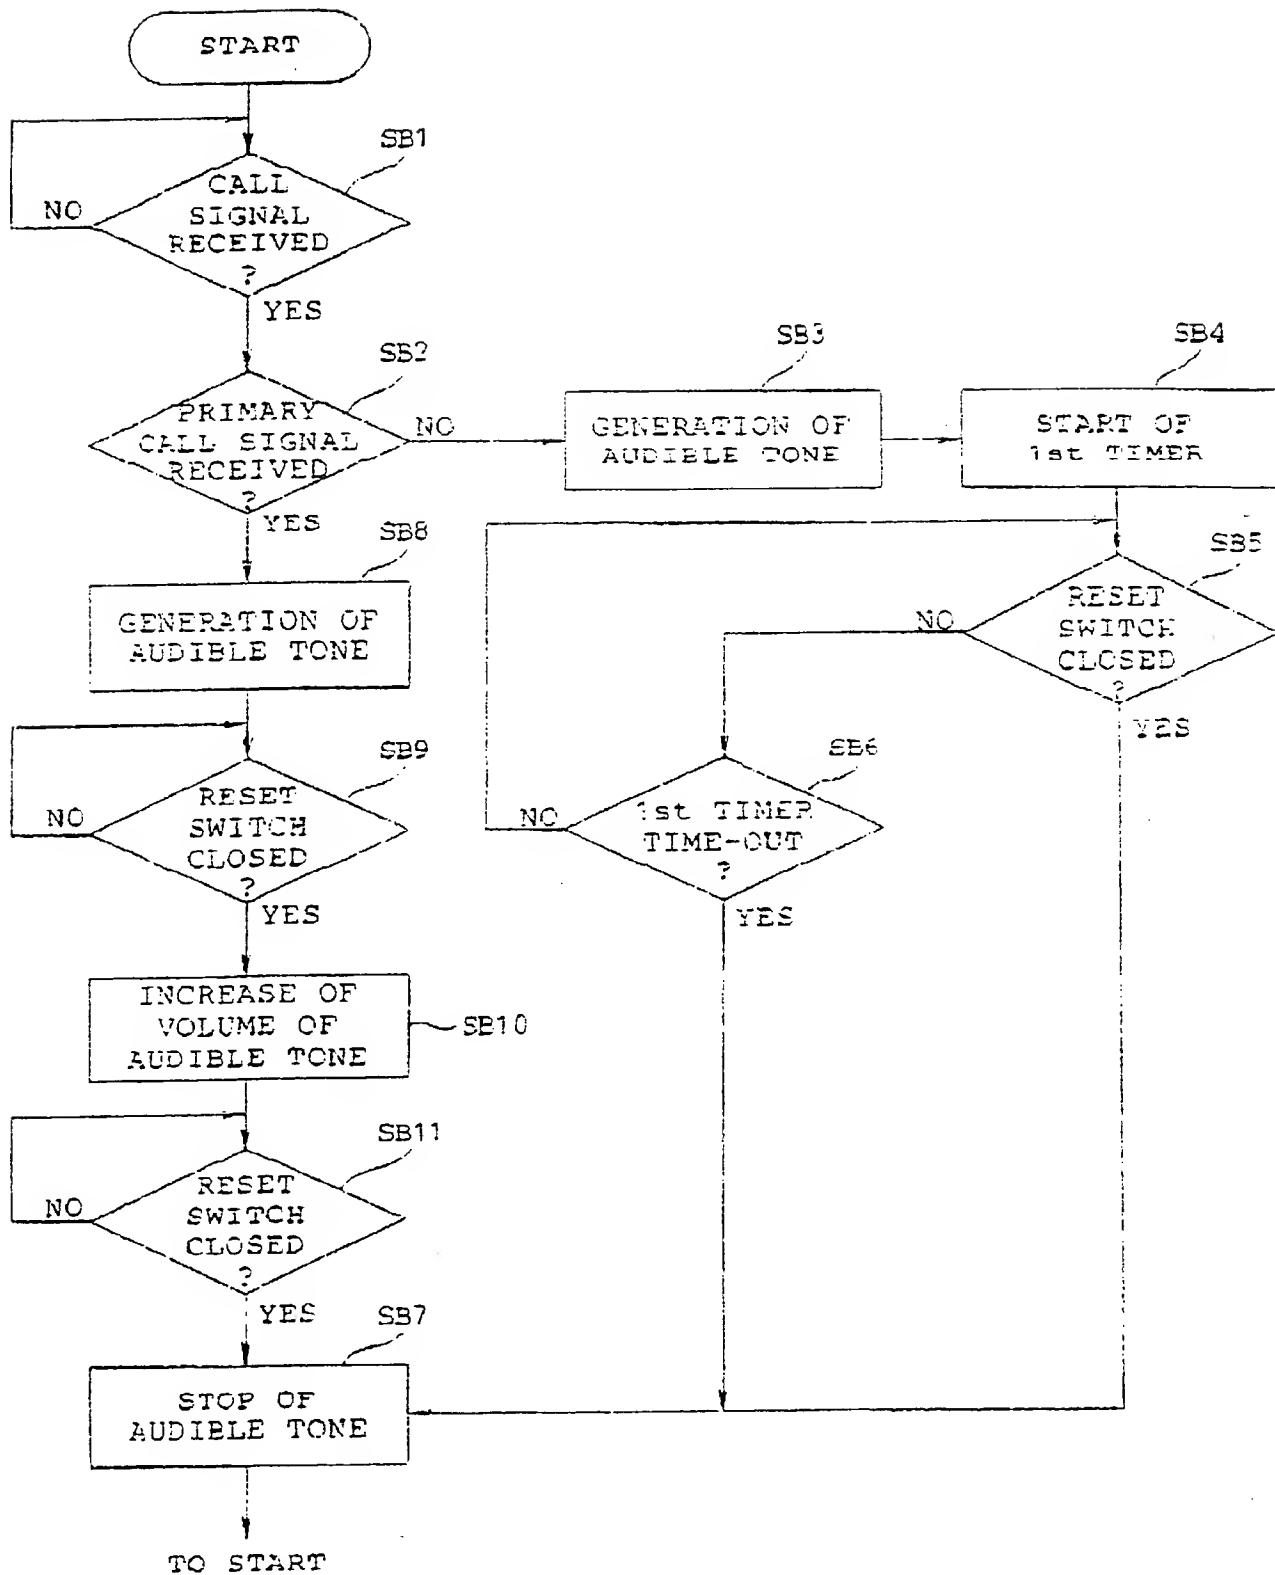 START
SB1
CALL
SIGNAL
RECEIVED
?
NO
YES
SB2
PRIMARY
CALL SIGNAL
RECEIVED
?
NO
YES
SB3
GENERATION OF
AUDIBLE TONE
SB4
START OF
1st TIMER
SB5
RESET
SWITCH
CLOSED
?
NO
YES
SB6
1st TIMER
TIME-OUT
?
NO
YES
SB8
GENERATION OF
AUDIBLE TONE
SB9
RESET
SWITCH
CLOSED
?
NO
YES
INCREASE OF
VOLUME OF
AUDIBLE TONE
SB10
SB11
RESET
SWITCH
CLOSED
?
NO
YES
SB7
STOP OF
AUDIBLE TONE
TO START